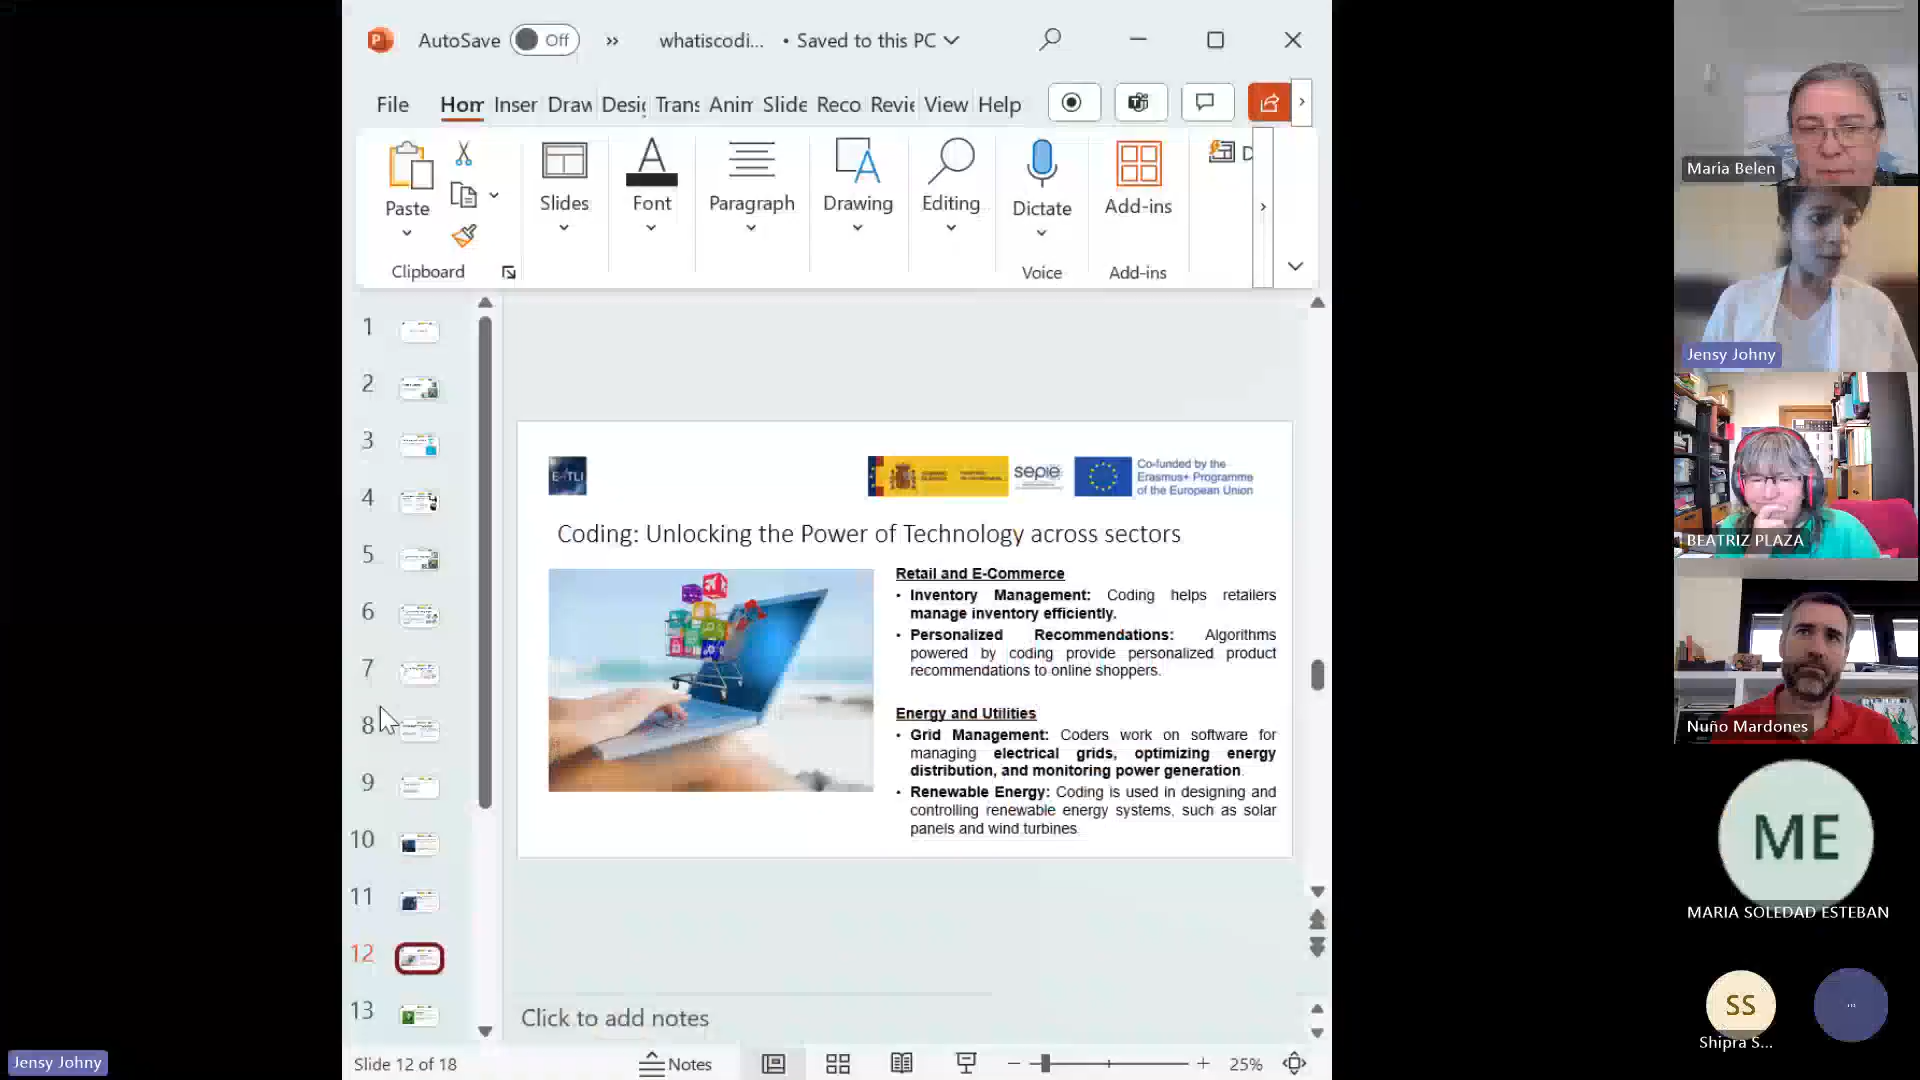 AutoSave Off whatiscodi... • Saved to this PC
File Hom Inser Draw Desig Trans Anim Slide Reco Revie View Help
Paste
Slides
Font
Paragraph
Drawing
Editing
Dictate
Add-ins
Clipboard
Voice
Add-ins
1
2
3
4
5
6
7
8
9
10
11
12
13
E-TLI
sepie
Co-funded by the
Erasmus+ Programme
of the European Union
Coding: Unlocking the Power of Technology across sectors
Retail and E-Commerce
• Inventory Management: Coding helps retailers
manage inventory efficiently.
• Personalized Recommendations: Algorithms
powered by coding provide personalized product
recommendations to online shoppers.
Energy and Utilities
• Grid Management: Coders work on software for
managing electrical grids, optimizing energy
distribution, and monitoring power generation.
• Renewable Energy: Coding is used in designing and
controlling renewable energy systems, such as solar
panels and wind turbines.
Click to add notes
Slide 12 of 18
Notes
25%
Jensy Johny
Maria Belen
Jensy Johny
BEATRIZ PLAZA
Nuño Mardones
ME
MARIA SOLEDAD ESTEBAN
SS
Shipra S...
...